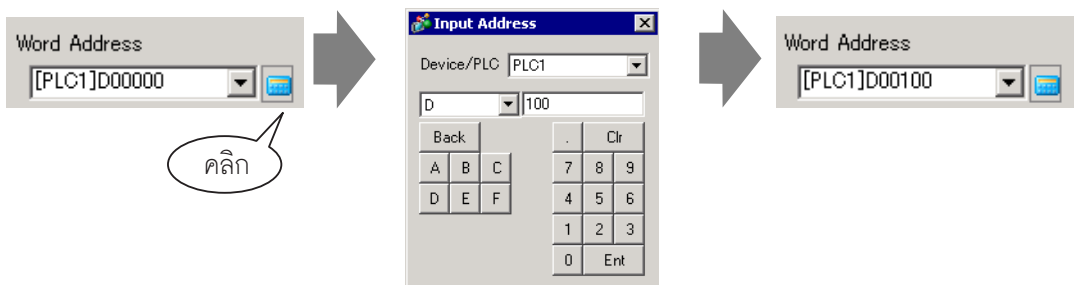 Word Address
[PLC1]D00000
คลิก
Input Address
Device/PLC PLC1
D 100
Back . Clr
A B C 7 8 9
D E F 4 5 6
1 2 3
0 Ent
Word Address
[PLC1]D00100